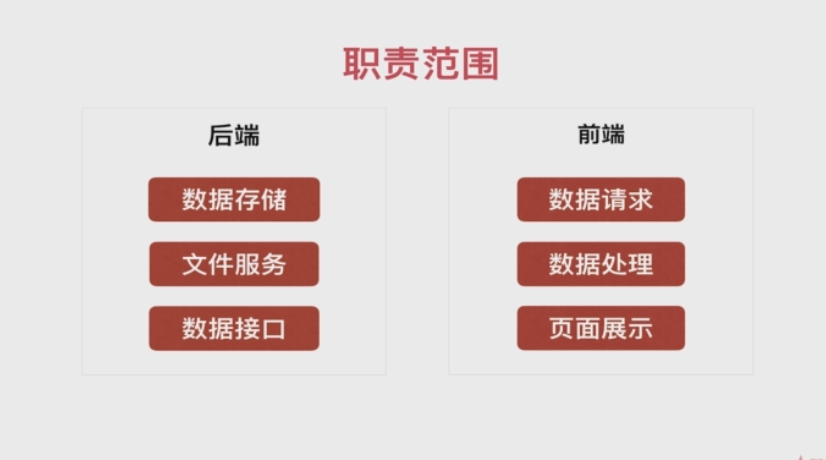 职责范围
后端
数据存储
文件服务
数据接口
前端
数据请求
数据处理
页面展示